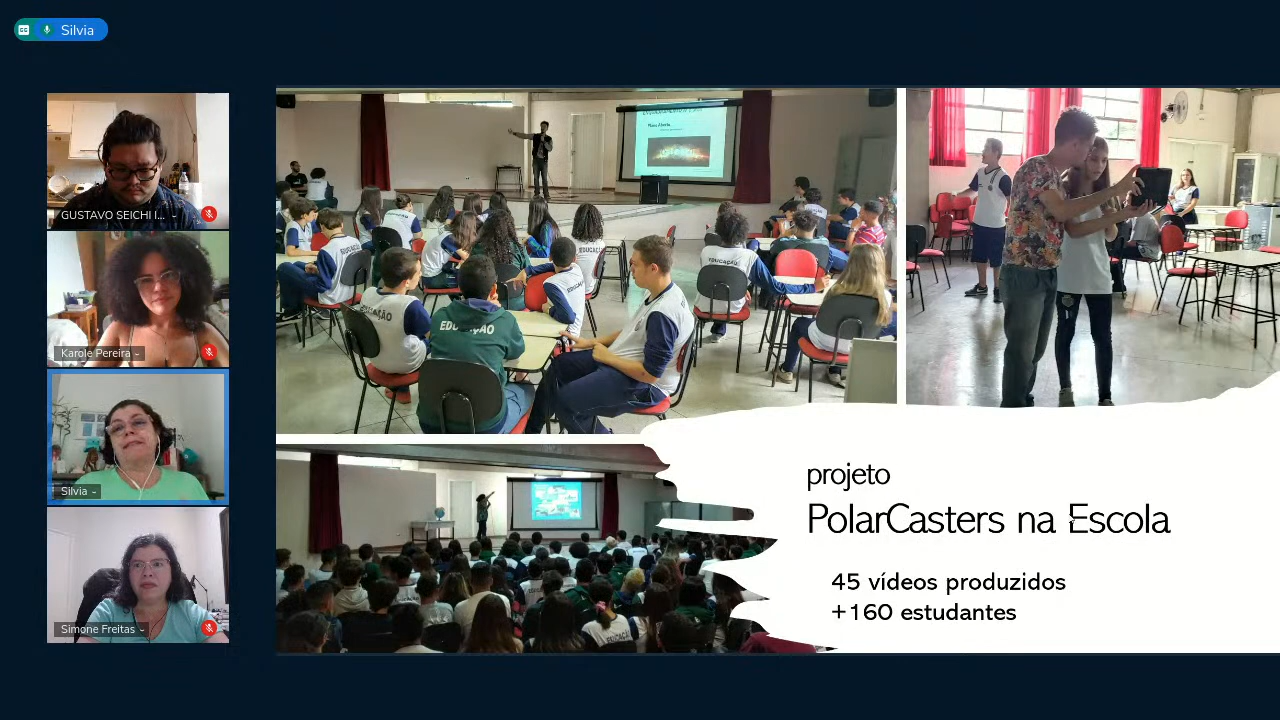 Silvia
GUSTAVO SEICHI I...
Karole Pereira
Silvia
Simone Freitas
EDUCAÇÃO
EDUCAÇÃO
EDUCAÇÃO
projeto
PolarCasters na Escola
45 vídeos produzidos
+160 estudantes